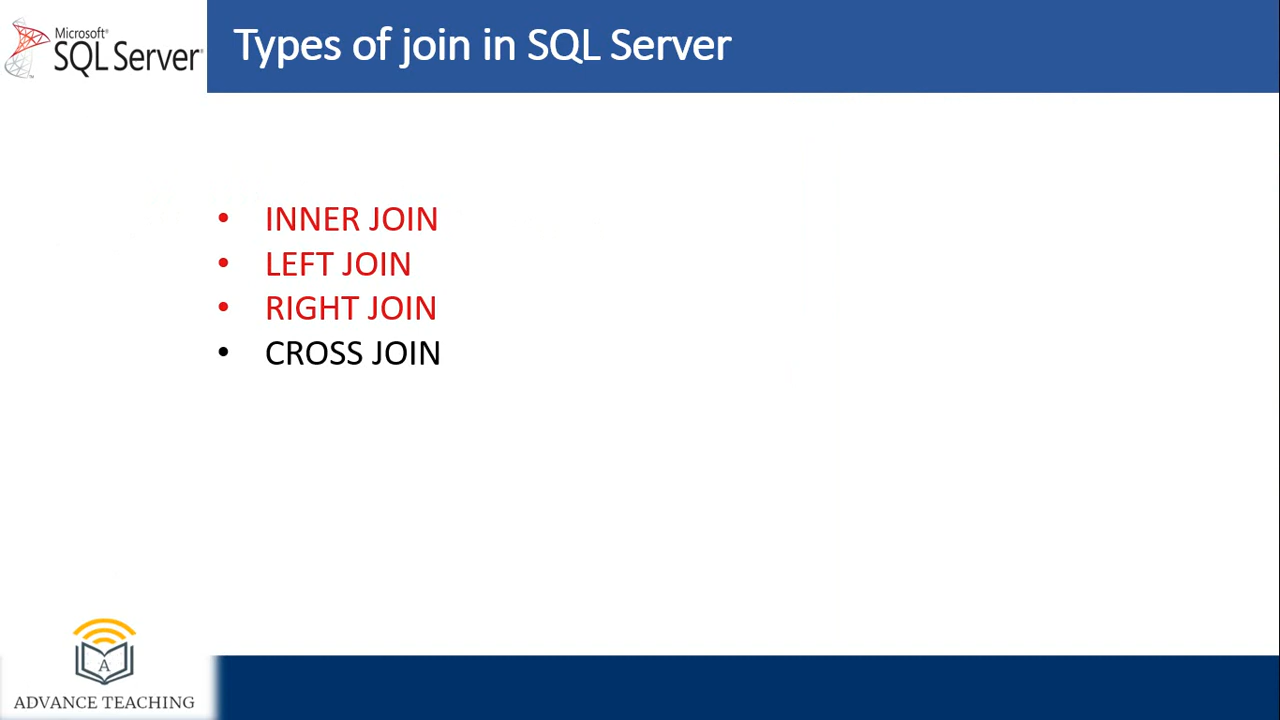 Microsoft®
SQL Server®
Types of join in SQL Server
• INNER JOIN
• LEFT JOIN
• RIGHT JOIN
• CROSS JOIN
A
ADVANCE TEACHING